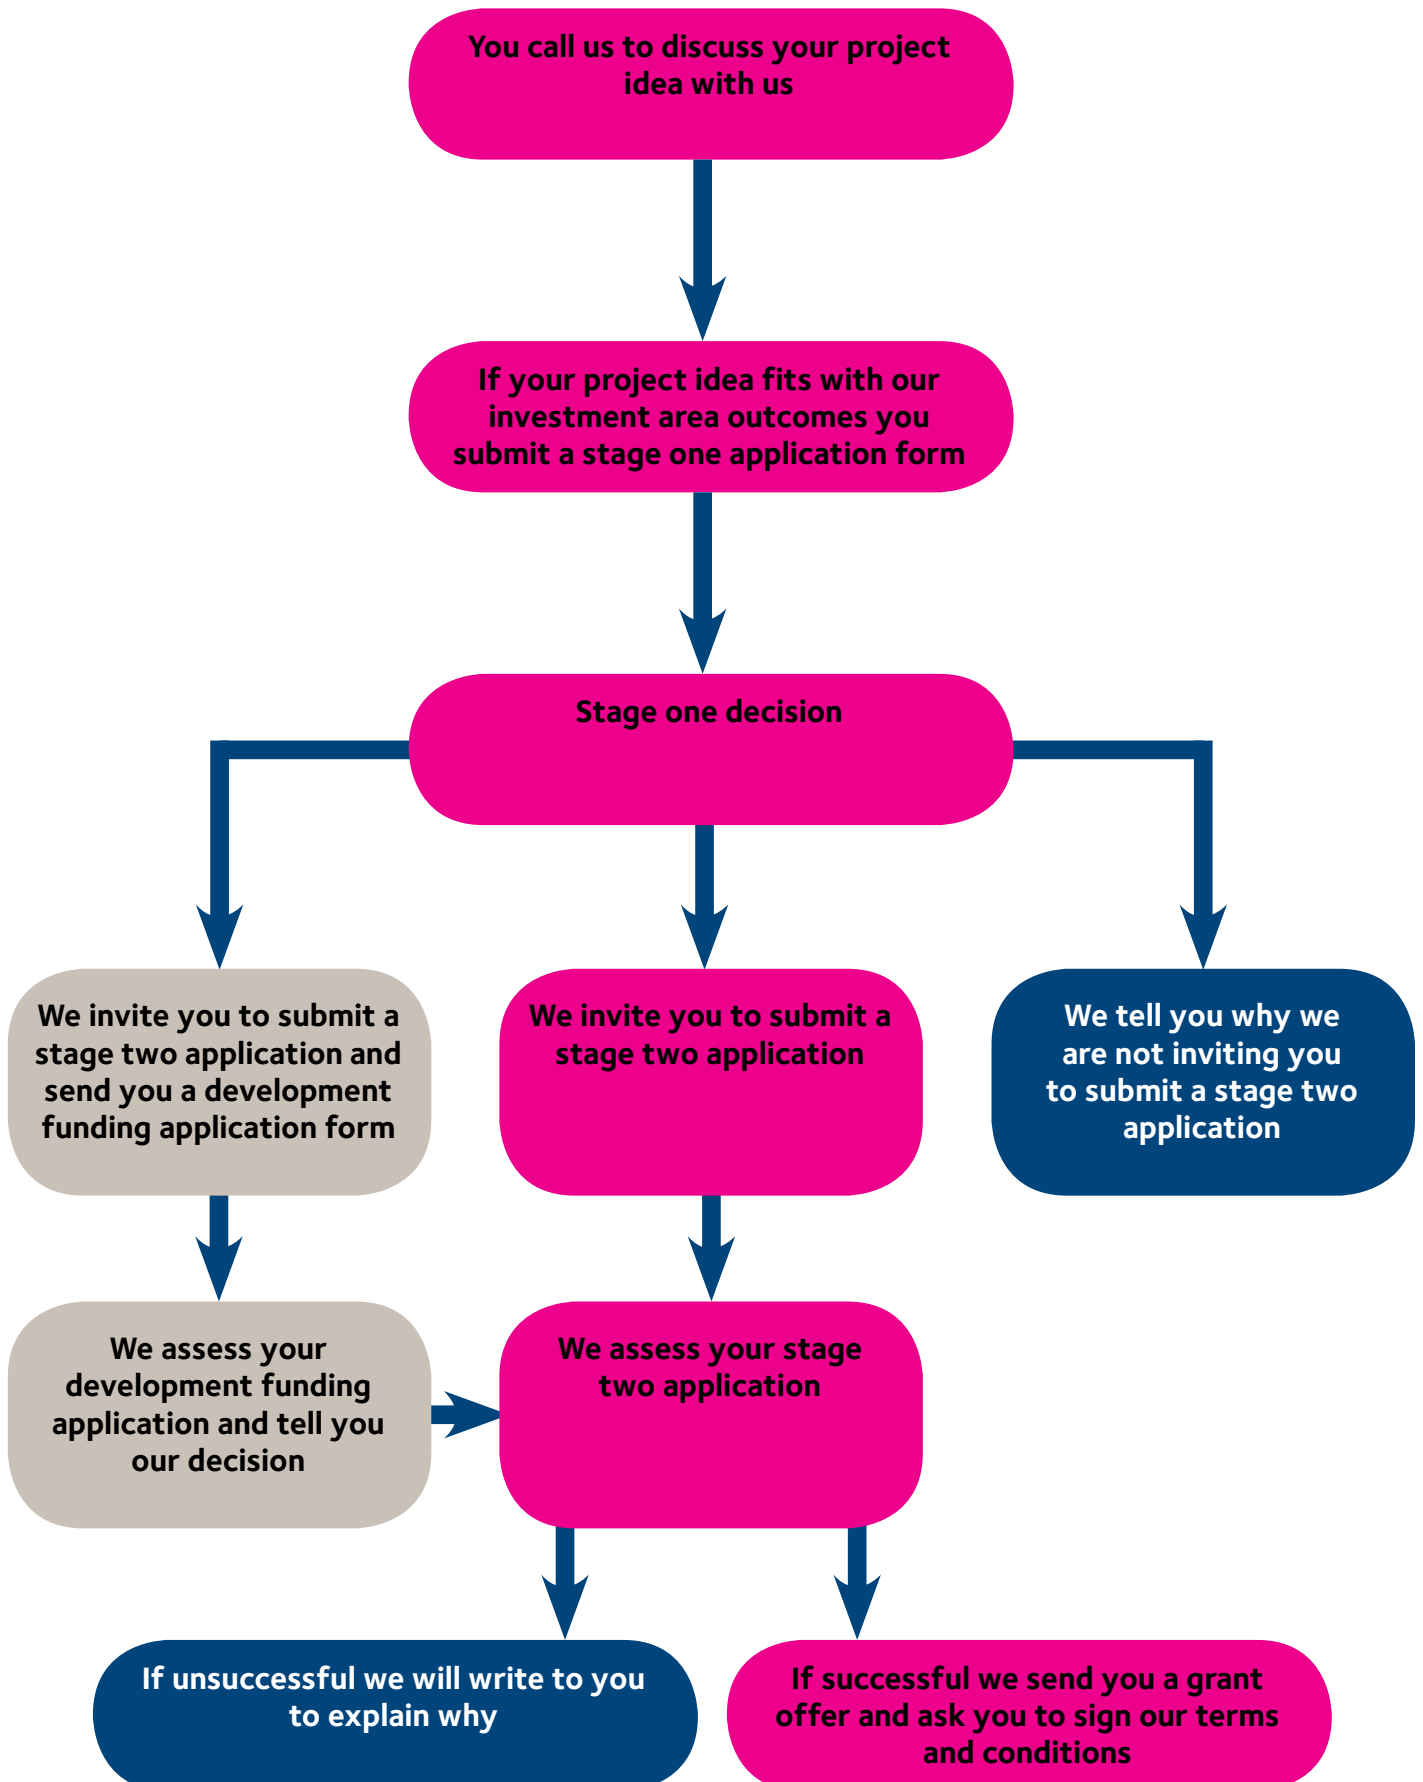 You call us to discuss your project
idea with us
If your project idea fits with our
investment area outcomes you
submit a stage one application form
Stage one decision
We invite you to submit a
stage two application and
send you a development
funding application form
We invite you to submit a
stage two application
We tell you why we
are not inviting you
to submit a stage two
application
We assess your
development funding
application and tell you
our decision
We assess your stage
two application
If unsuccessful we will write to you
to explain why
If successful we send you a grant
offer and ask you to sign our terms
and conditions